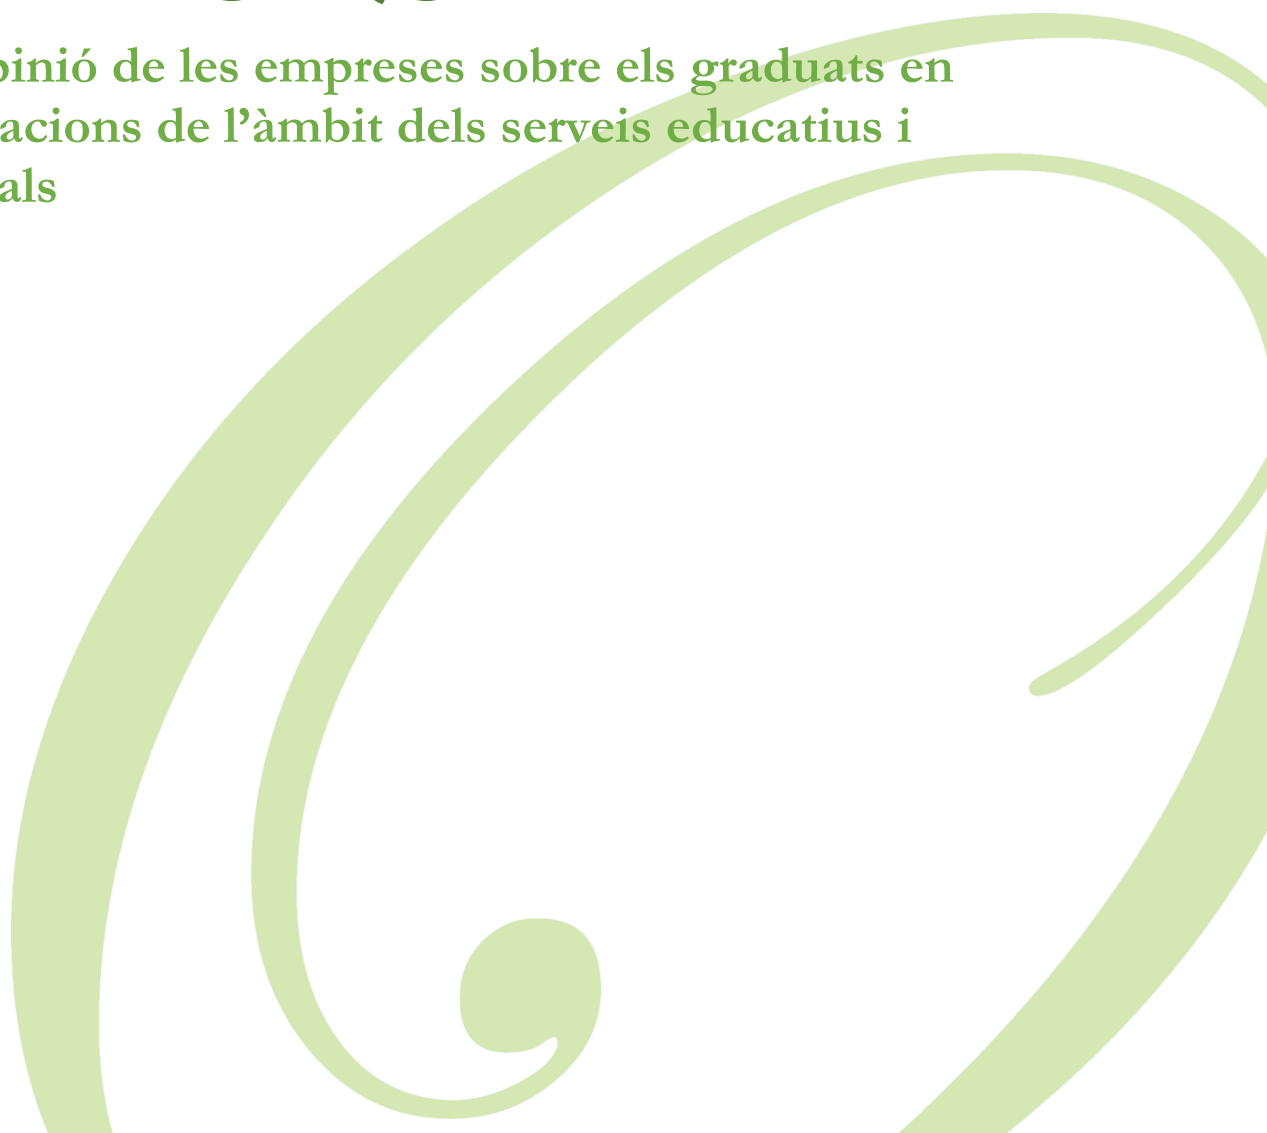 pinió de les empreses sobre els graduats en
acions de l’àmbit dels serveis educatius i
als